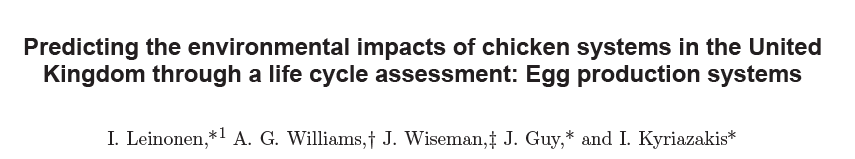 Predicting the environmental impacts of chicken systems in the United
Kingdom through a life cycle assessment: Egg production systems
I. Leinonen,*1 A. G. Williams,† J. Wiseman,‡ J. Guy,* and I. Kyriazakis*